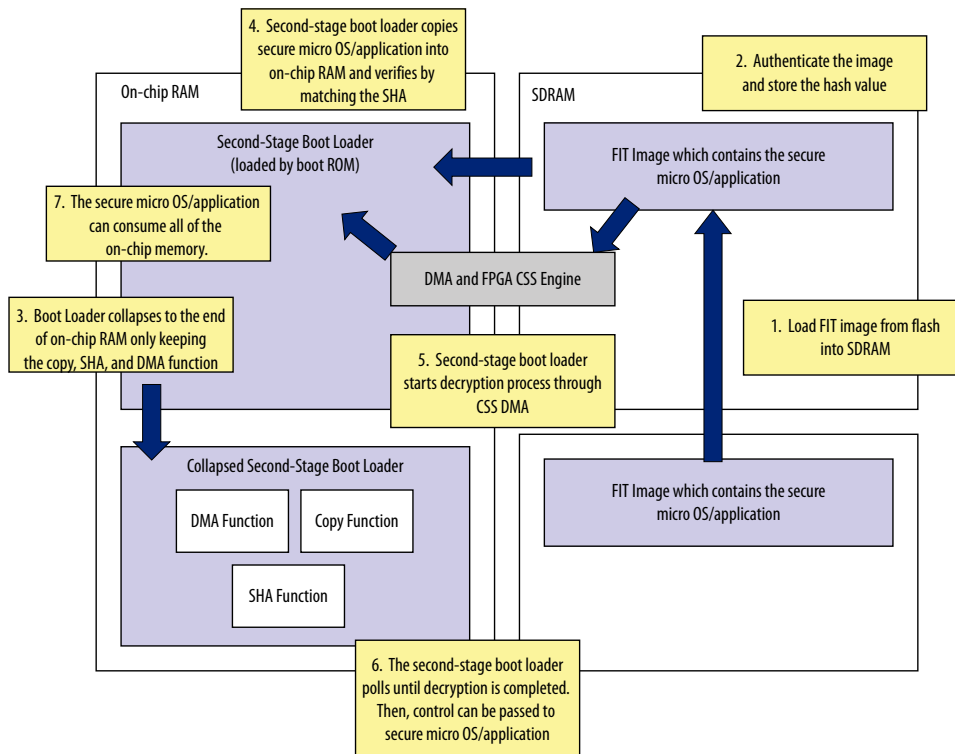 4. Second-stage boot loader copies
secure micro OS/application into
on-chip RAM and verifies by
matching the SHA
2. Authenticate the image
and store the hash value
On-chip RAM
SDRAM
Second-Stage Boot Loader
(loaded by boot ROM)
FIT Image which contains the secure
micro OS/application
7. The secure micro OS/application
can consume all of the
on-chip memory.
DMA and FPGA CSS Engine
3. Boot Loader collapses to the end
of on-chip RAM only keeping
the copy, SHA, and DMA function
1. Load FIT image from flash
into SDRAM
5. Second-stage boot loader
starts decryption process through
CSS DMA
Collapsed Second-Stage Boot Loader
DMA Function
Copy Function
SHA Function
FIT Image which contains the secure
micro OS/application
6. The second-stage boot loader
polls until decryption is completed.
Then, control can be passed to
secure micro OS/application